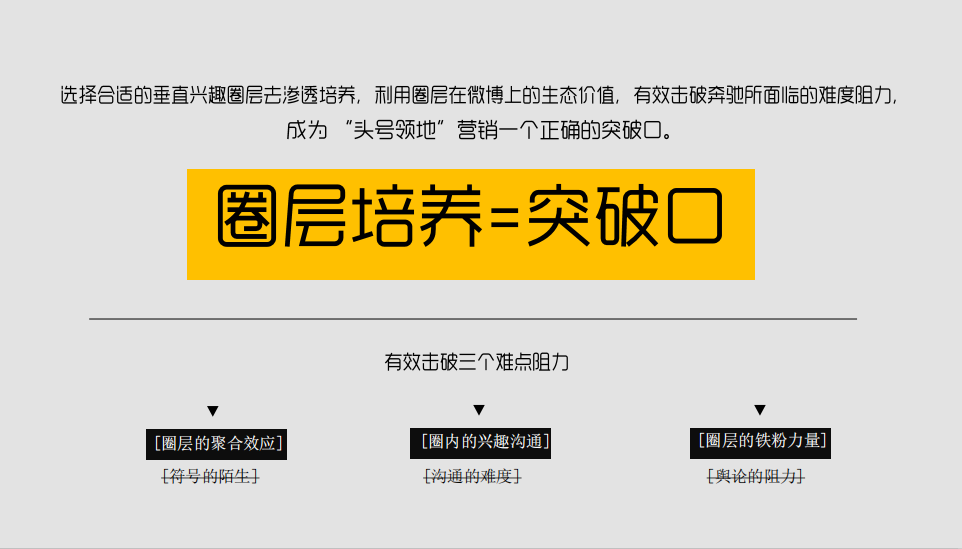 选择合适的垂直兴趣圈层去渗透培养，利用圈层在微博上的生态价值，有效击破奔驰所面临的难度阻力，
成为 “头号领地”营销一个正确的突破口。
圈层培养=突破口
有效击破三个难点阻力
[圈层的聚合效应]
[圈内的兴趣沟通]
[圈层的铁粉力量]
[符号的陌生]
[沟通的难度]
[舆论的阻力]